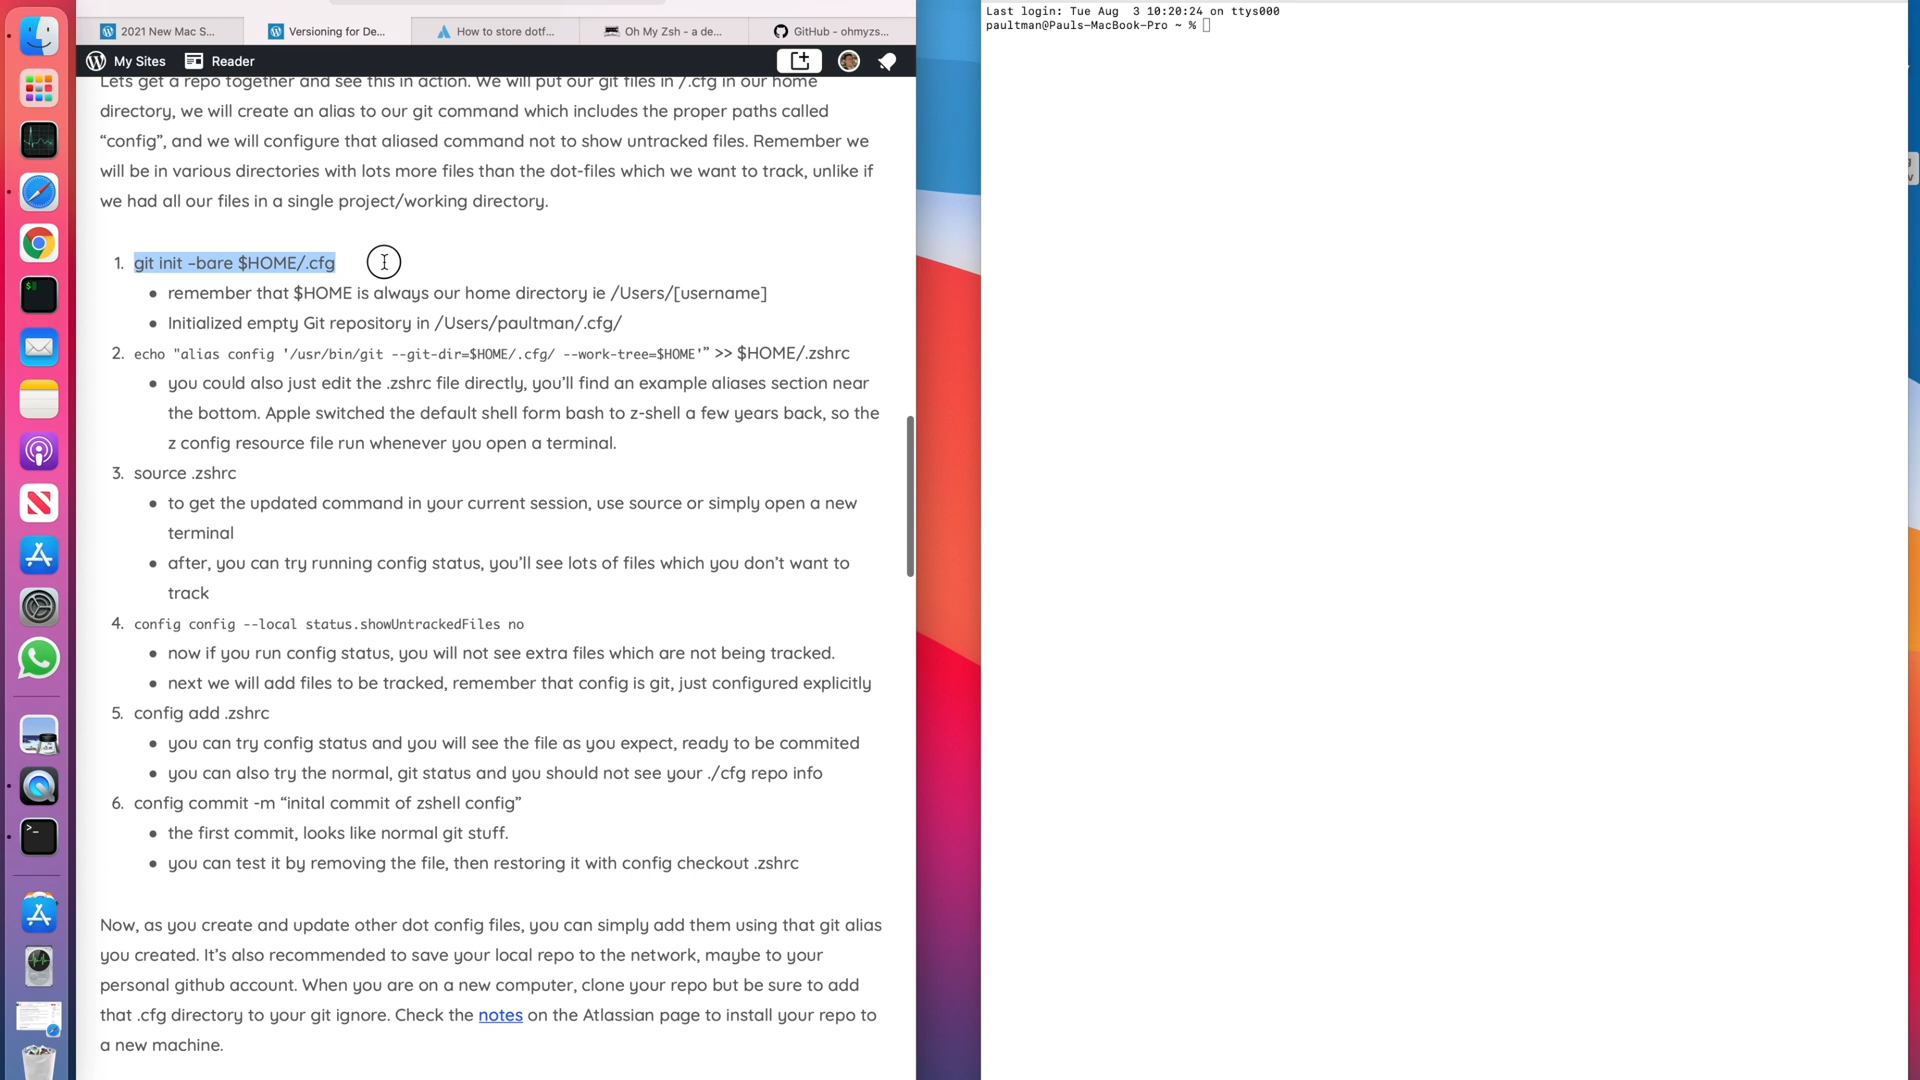 2021 New Mac S...
Versioning for De...
How to store dotf...
Oh My Zsh - a de...
GitHub - ohmyzs...
My Sites
Reader
Lets get a repo together and see this in action. We will put our git files in /.cfg in our home
directory, we will create an alias to our git command which includes the proper paths called
“config”, and we will configure that aliased command not to show untracked files. Remember we
will be in various directories with lots more files than the dot-files which we want to track, unlike if
we had all our files in a single project/working directory.
1. git init –bare $HOME/.cfg
• remember that $HOME is always our home directory ie /Users/[username]
• Initialized empty Git repository in /Users/paultman/.cfg/
2. echo "alias config '/usr/bin/git --git-dir=$HOME/.cfg/ --work-tree=$HOME'” >> $HOME/.zshrc
• you could also just edit the .zshrc file directly, you’ll find an example aliases section near
the bottom. Apple switched the default shell form bash to z-shell a few years back, so the
z config resource file run whenever you open a terminal.
3. source .zshrc
• to get the updated command in your current session, use source or simply open a new
terminal
• after, you can try running config status, you’ll see lots of files which you don’t want to
track
4. config config --local status.showUntrackedFiles no
• now if you run config status, you will not see extra files which are not being tracked.
• next we will add files to be tracked, remember that config is git, just configured explicitly
5. config add .zshrc
• you can try config status and you will see the file as you expect, ready to be commited
• you can also try the normal, git status and you should not see your ./cfg repo info
6. config commit -m “inital commit of zshell config”
• the first commit, looks like normal git stuff.
• you can test it by removing the file, then restoring it with config checkout .zshrc
Now, as you create and update other dot config files, you can simply add them using that git alias
you created. It’s also recommended to save your local repo to the network, maybe to your
personal github account. When you are on a new computer, clone your repo but be sure to add
that .cfg directory to your git ignore. Check the notes on the Atlassian page to install your repo to
a new machine.
Last login: Tue Aug  3 10:20:24 on ttys000
paultman@Pauls-MacBook-Pro ~ %